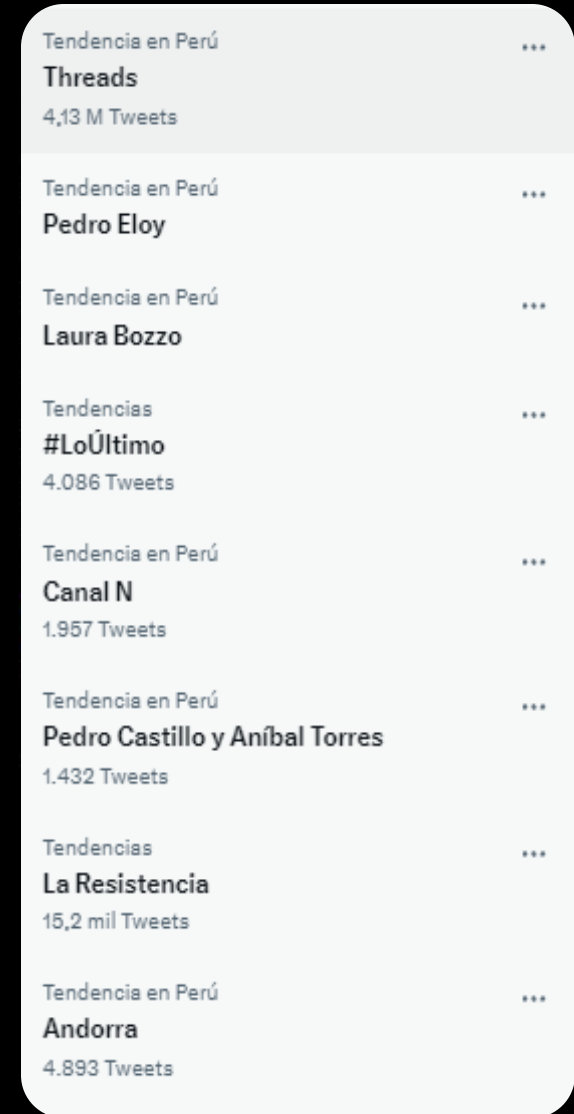 Tendencia en Perú
Threads
4,13 M Tweets
Tendencia en Perú
Pedro Eloy
Tendencia en Perú
Laura Bozzo
Tendencias
#LoÚltimo
4.086 Tweets
Tendencia en Perú
Canal N
1.957 Tweets
Tendencia en Perú
Pedro Castillo y Aníbal Torres
1.432 Tweets
Tendencias
La Resistencia
15,2 mil Tweets
Tendencia en Perú
Andorra
4.893 Tweets